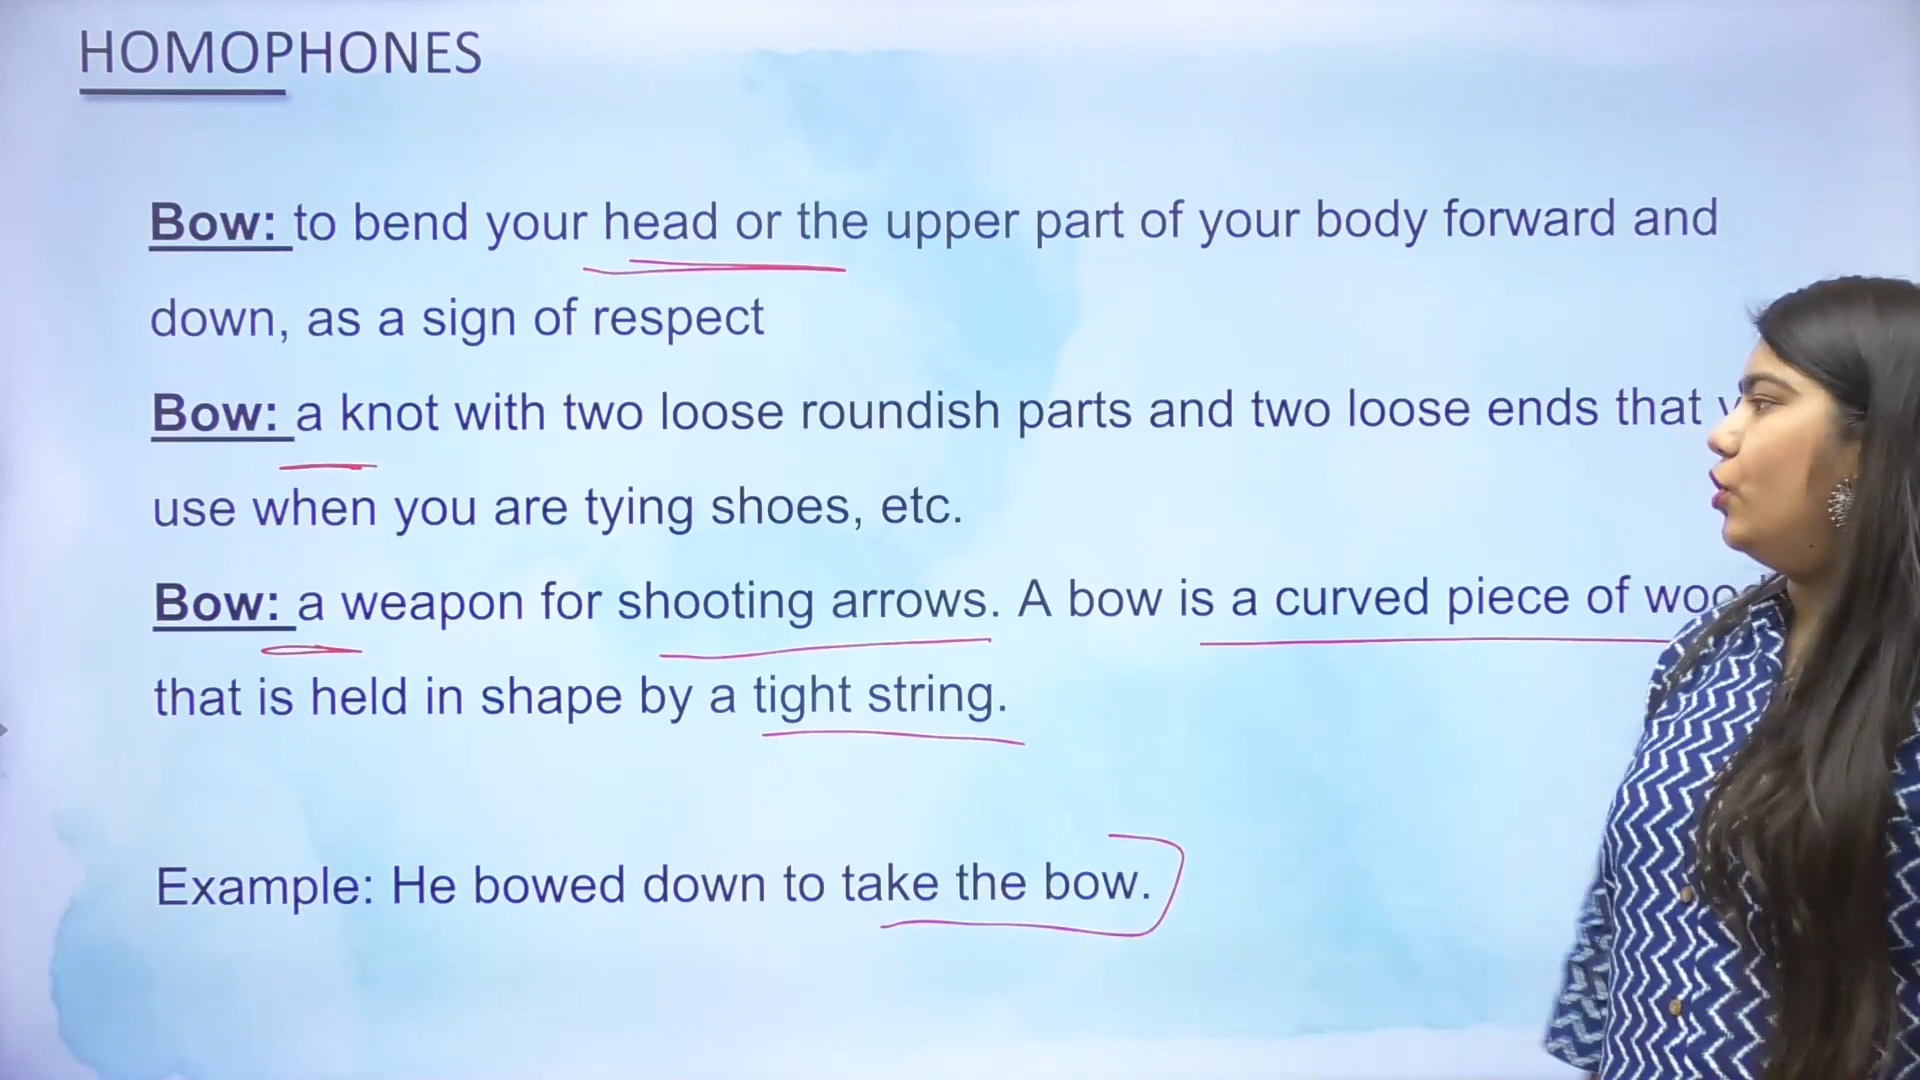 HOMOPHONES
Bow: to bend your head or the upper part of your body forward and
down, as a sign of respect
Bow: a knot with two loose roundish parts and two loose ends that
use when you are tying shoes, etc.
Bow: a weapon for shooting arrows. A bow is a curved piece of
that is held in shape by a tight string.
Example: He bowed down to take the bow.